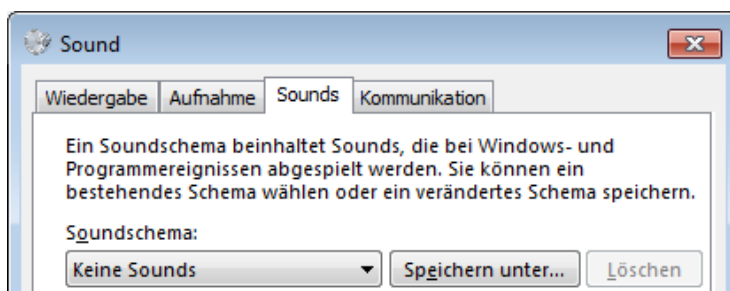 Sound
Wiedergabe Aufnahme Sounds Kommunikation
Ein Soundschema beinhaltet Sounds, die bei Windows- und
Programmereignissen abgespielt werden. Sie können ein
bestehendes Schema wählen oder ein verändertes Schema speichern.
Soundschema:
Keine Sounds Speichern unter... Löschen